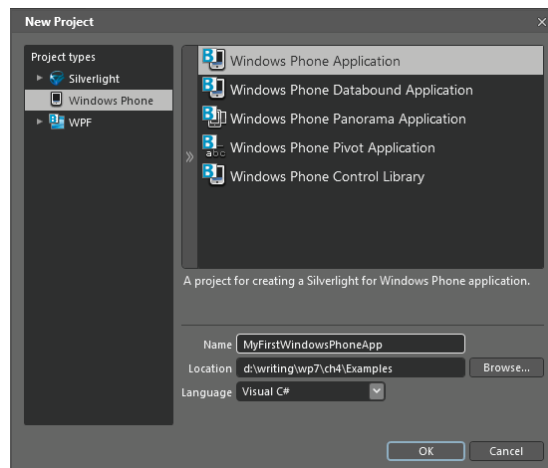 New Project
Project types
Silverlight
Windows Phone
WPF
Windows Phone Application
Windows Phone Databound Application
Windows Phone Panorama Application
Windows Phone Pivot Application
Windows Phone Control Library
A project for creating a Silverlight for Windows Phone application.
Name MyFirstWindowsPhoneApp
Location d:\writing\wp7\ch4\Examples Browse...
Language Visual C#
OK Cancel